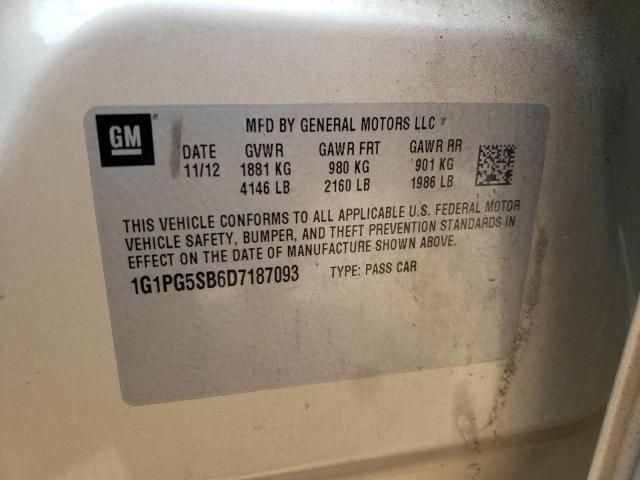 GM
MFD BY GENERAL MOTORS LLC
DATE GVWR GAWR FRT GAWR RR
11/12 1881 KG 980 KG 901 KG
4146 LB 2160 LB 1986 LB
THIS VEHICLE CONFORMS TO ALL APPLICABLE U.S. FEDERAL MOTOR
VEHICLE SAFETY, BUMPER, AND THEFT PREVENTION STANDARDS IN
EFFECT ON THE DATE OF MANUFACTURE SHOWN ABOVE.
1G1PG5SB6D7187093 TYPE: PASS CAR